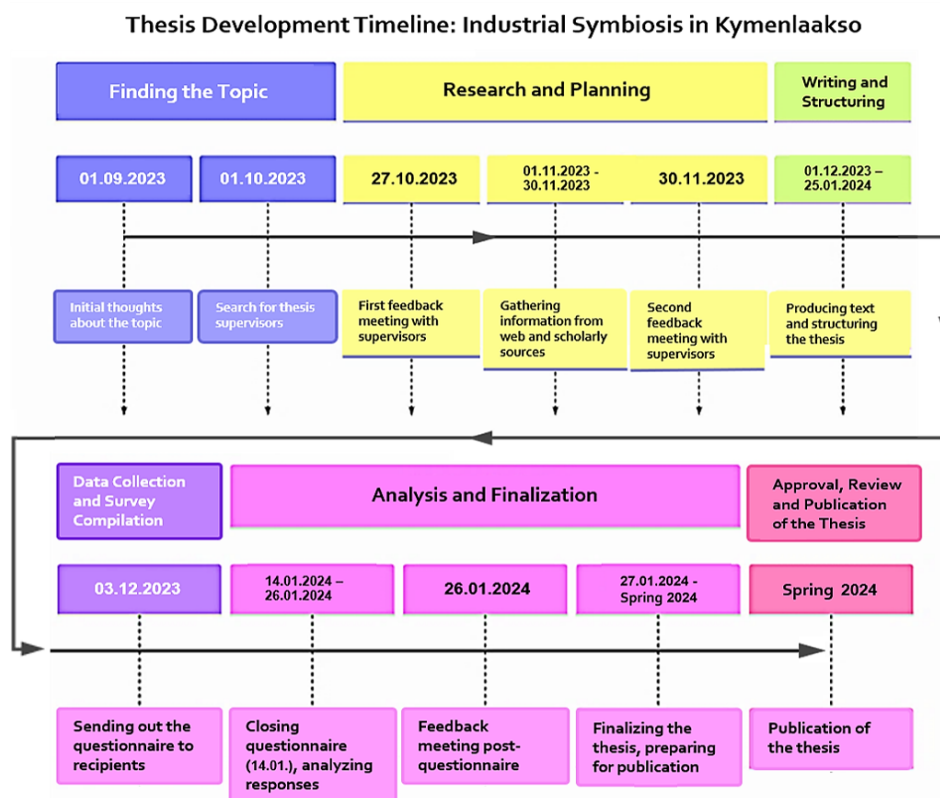 Thesis Development Timeline: Industrial Symbiosis in Kymenlaakso
Finding the Topic
Research and Planning
Writing and
Structuring
01.09.2023
01.10.2023
27.10.2023
01.11.2023 -
30.11.2023
30.11.2023
01.12.2023 –
25.01.2024
Initial thoughts
about the topic
Search for thesis
supervisors
First feedback
meeting with
supervisors
Gathering
information from
web and scholarly
sources
Second
feedback
meeting with
supervisors
Producing text
and structuring
the thesis
Data Collection
and Survey
Compilation
Analysis and Finalization
Approval, Review
and Publication
of the Thesis
03.12.2023
14.01.2024 –
26.01.2024
26.01.2024
27.01.2024 -
Spring 2024
Spring 2024
Sending out the
questionnaire to
recipients
Closing
questionnaire
(14.01.), analyzing
responses
Feedback
meeting post-
questionnaire
Finalizing the
thesis, preparing
for publication
Publication of
the thesis